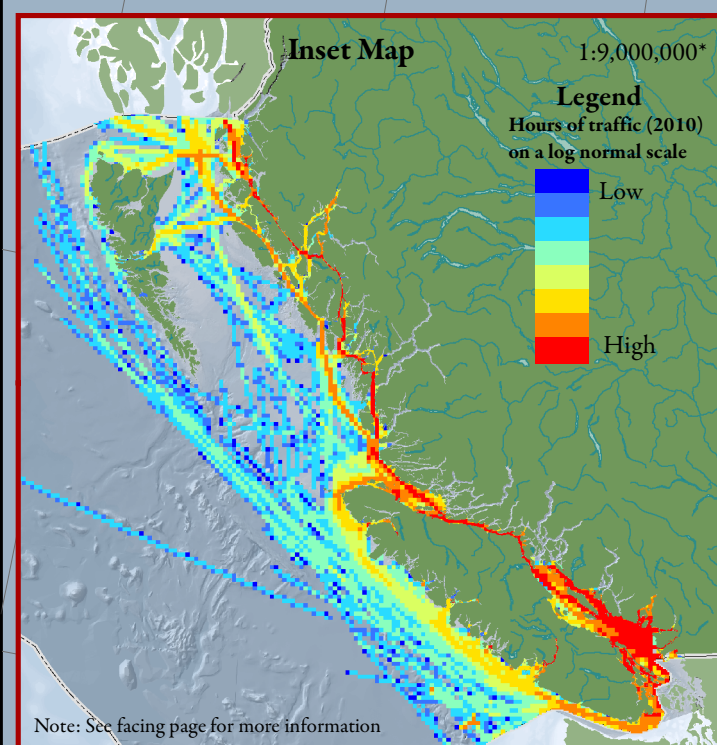 Inset Map
1:9,000,000*
Legend
Hours of traffic (2010)
on a log normal scale
Low
High
Note: See facing page for more information